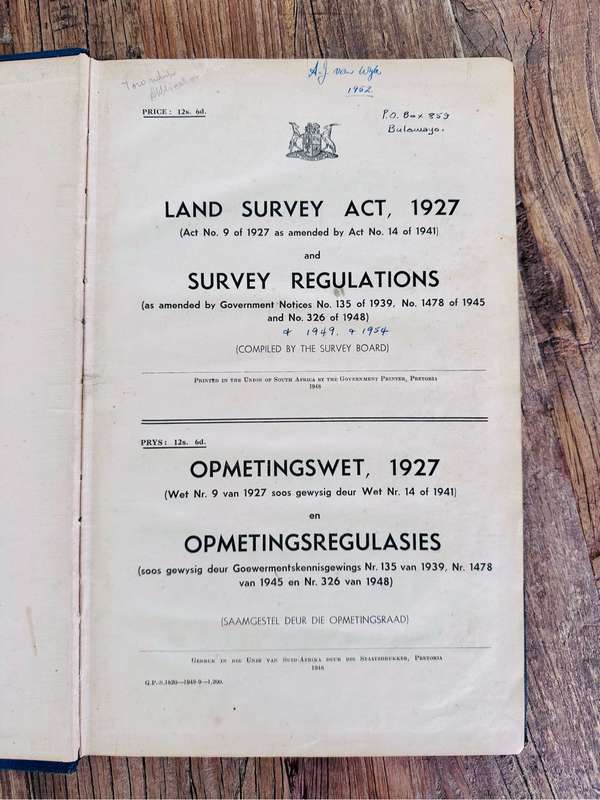 A. J. van Wyk
1952
PRICE: 12s. 6d.
P.O. Box 859
Bulawayo.
LAND SURVEY ACT, 1927
(Act No. 9 of 1927 as amended by Act No. 14 of 1941)
and
SURVEY REGULATIONS
(as amended by Government Notices No. 135 of 1939, No. 1478 of 1945
and No. 326 of 1948)
& 1949. & 1954
(COMPILED BY THE SURVEY BOARD)
PRINTED IN THE UNION OF SOUTH AFRICA BY THE GOVERNMENT PRINTER, PRETORIA
1948
PRYS: 12s. 6d.
OPMETINGSWET, 1927
(Wet Nr. 9 van 1927 soos gewysig deur Wet Nr. 14 of 1941)
en
OPMETINGSREGULASIES
(soos gewysig deur Goewermentskennisgewings Nr. 135 van 1939, Nr. 1478
van 1945 en Nr. 326 van 1948)
(SAAMGESTEL DEUR DIE OPMETINGSRAAD)
GEDRUK IN DIE UNIE VAN SUID-AFRIKA DEUR DIE STAATSDRUKKER, PRETORIA
1948